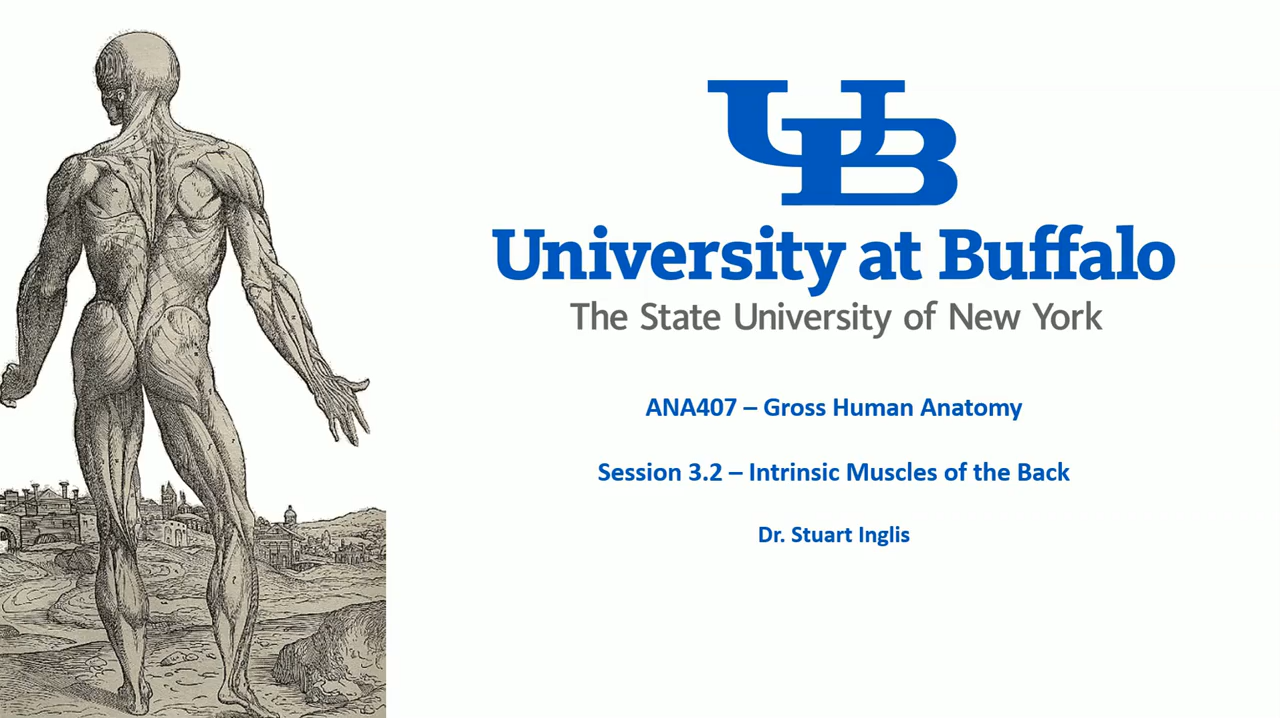 UB
University at Buffalo
The State University of New York
ANA407 – Gross Human Anatomy
Session 3.2 – Intrinsic Muscles of the Back
Dr. Stuart Inglis